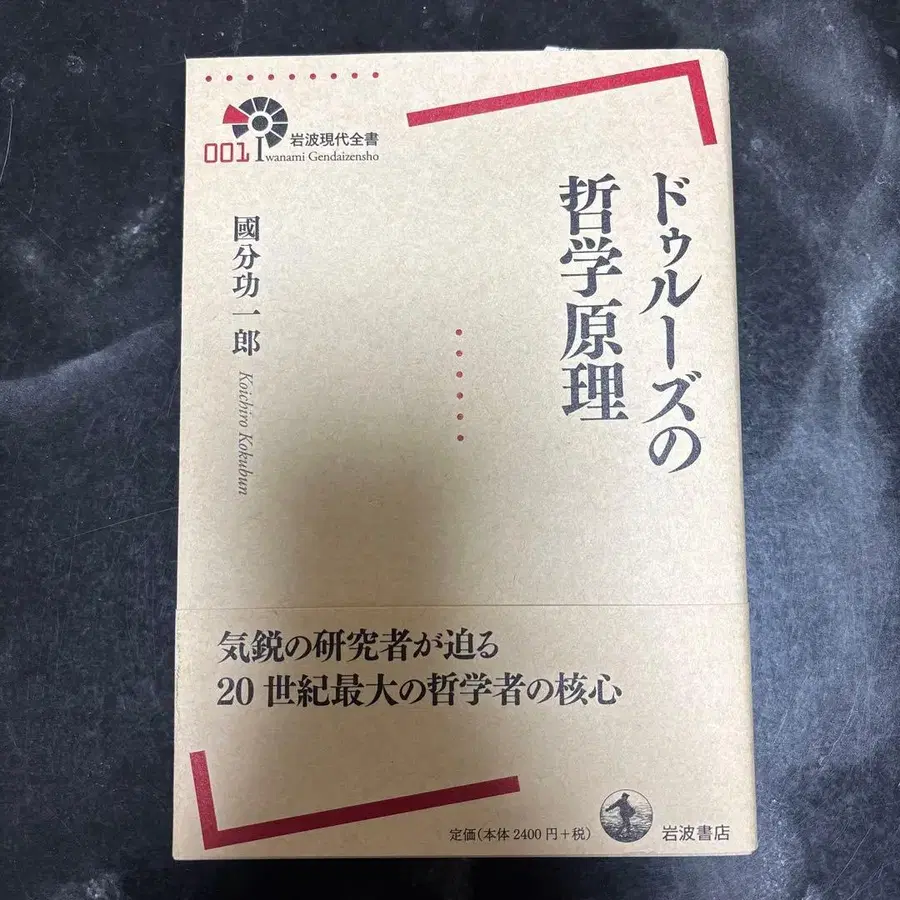 001
岩波現代全書
Iwanami Gendaizensho
ドゥルーズの
哲学原理
國分功一郎
Koichiro Kokubun
気鋭の研究者が迫る
20世紀最大の哲学者の核心
定価(本体2400円+税)
岩波書店